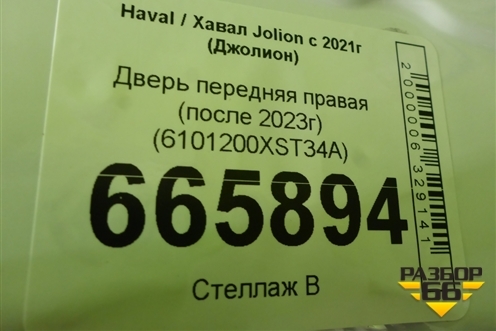 Haval / Хавал Jolion с 2021г
(Джолион)
Дверь передняя правая
(после 2023г)
(6101200XST34A)
665894
Стеллаж В
2000006329141
РАЗБОР
66